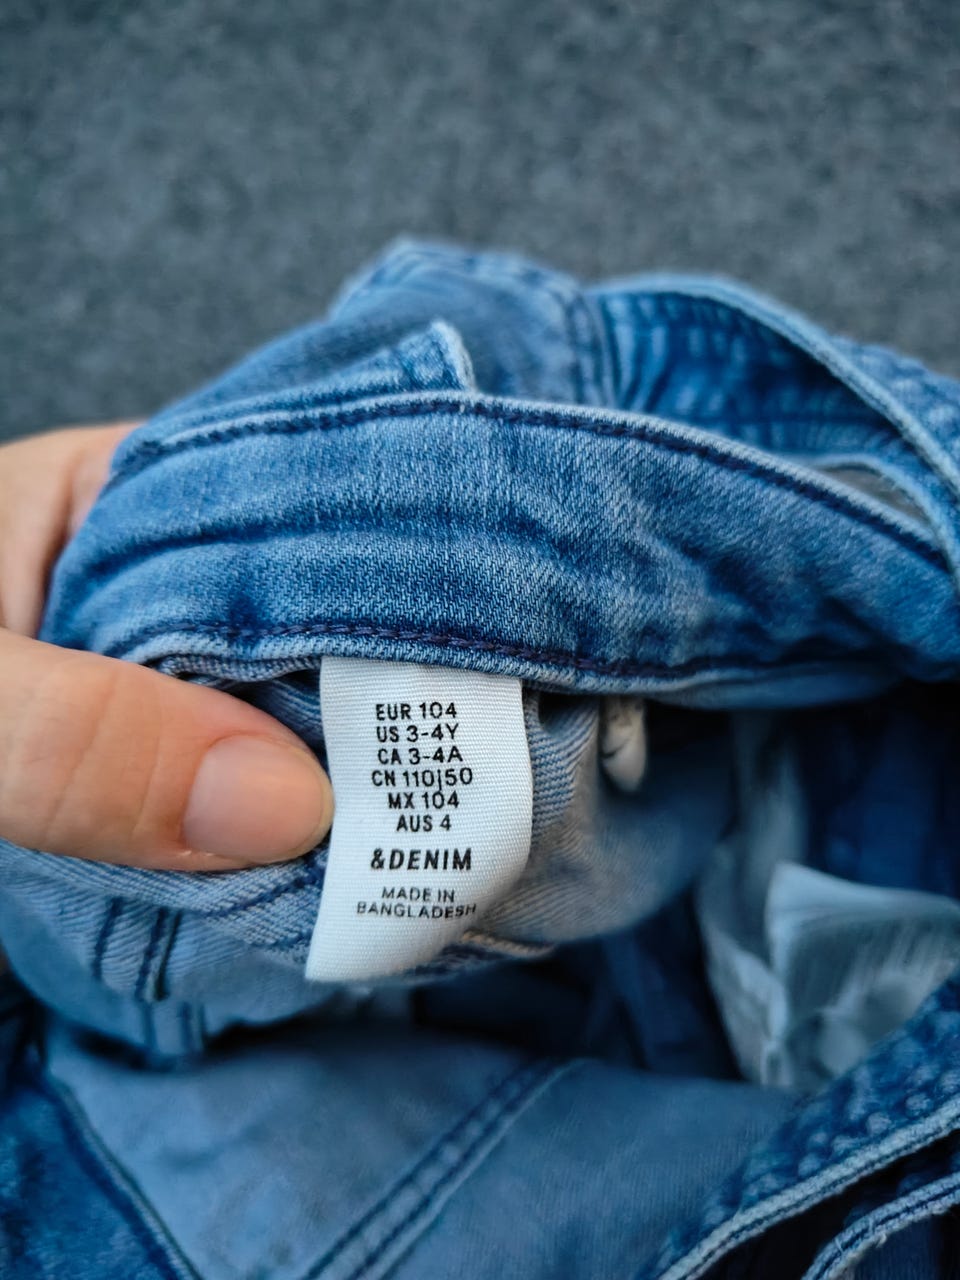 EUR 104
US 3-4Y
CA 3-4A
CN 110|50
MX 104
AUS 4
&DENIM
MADE IN
BANGLADESH